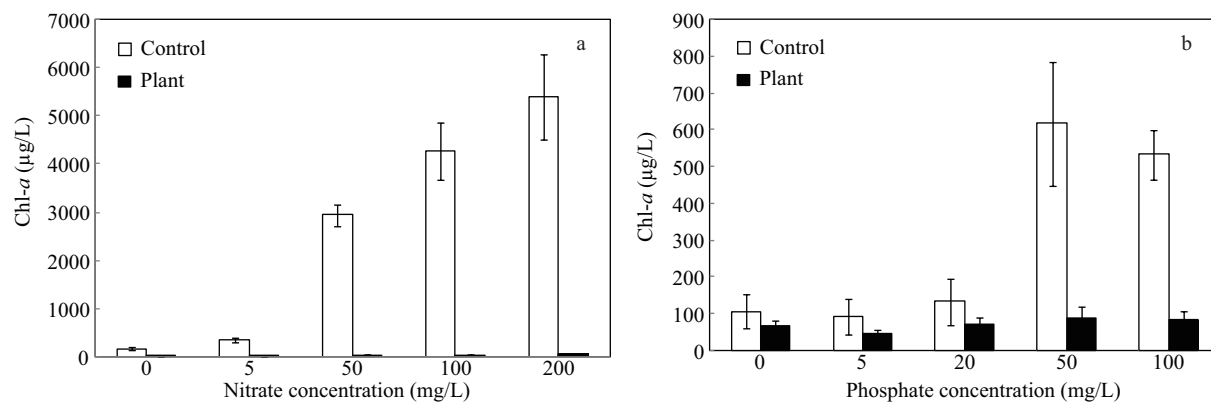 7000
6000
5000
4000
3000
2000
1000
0
Chl-a (µg/L)
Control
Plant
a
0 5 50 100 200
Nitrate concentration (mg/L)
900
800
700
600
500
400
300
200
100
0
Chl-a (µg/L)
Control
Plant
b
0 5 20 50 100
Phosphate concentration (mg/L)